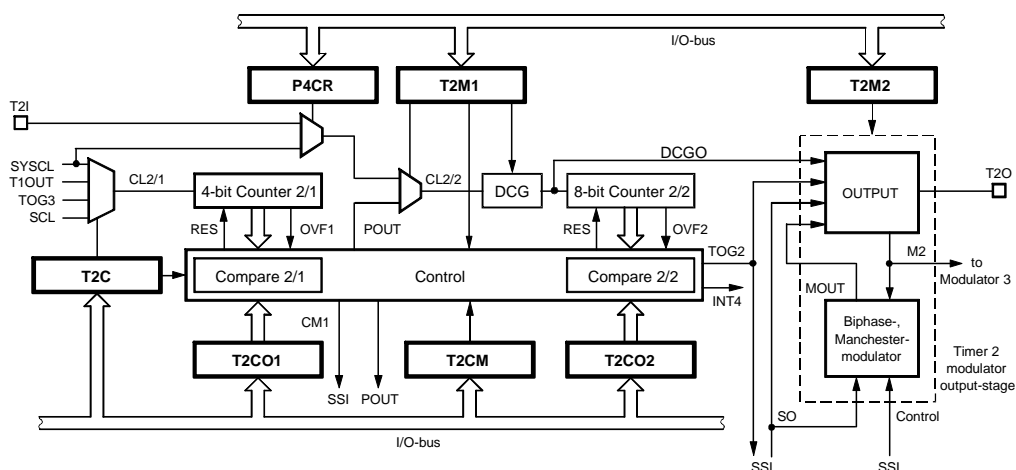 I/O-bus
P4CR
T2M1
T2M2
T2I
DCGO
SYSCL
T1OUT
TOG3
SCL
CL2/1
4-bit Counter 2/1
CL2/2
DCG
8-bit Counter 2/2
OUTPUT
T2O
RES
OVF1
POUT
RES
OVF2
TOG2
M2
to
Modulator 3
T2C
Compare 2/1
Control
Compare 2/2
INT4
MOUT
CM1
Biphase-,
Manchester-
modulator
Timer 2
modulator
output-stage
T2CO1
T2CM
T2CO2
SSI
POUT
SO
Control
I/O-bus
SSI
SSI